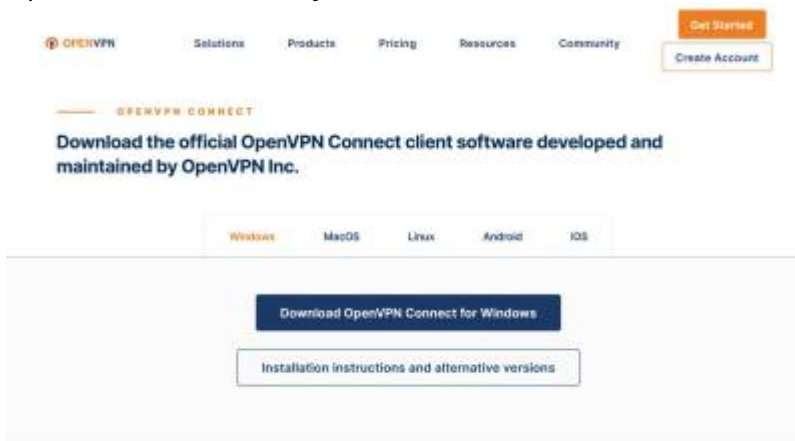 OPENVPN
Solutions
Products
Pricing
Resources
Community
Get Started
Create Account
OPENVPN CONNECT
Download the official OpenVPN Connect client software developed and
maintained by OpenVPN Inc.
Windows
MacOS
Linux
Android
iOS
Download OpenVPN Connect for Windows
Installation instructions and alternative versions